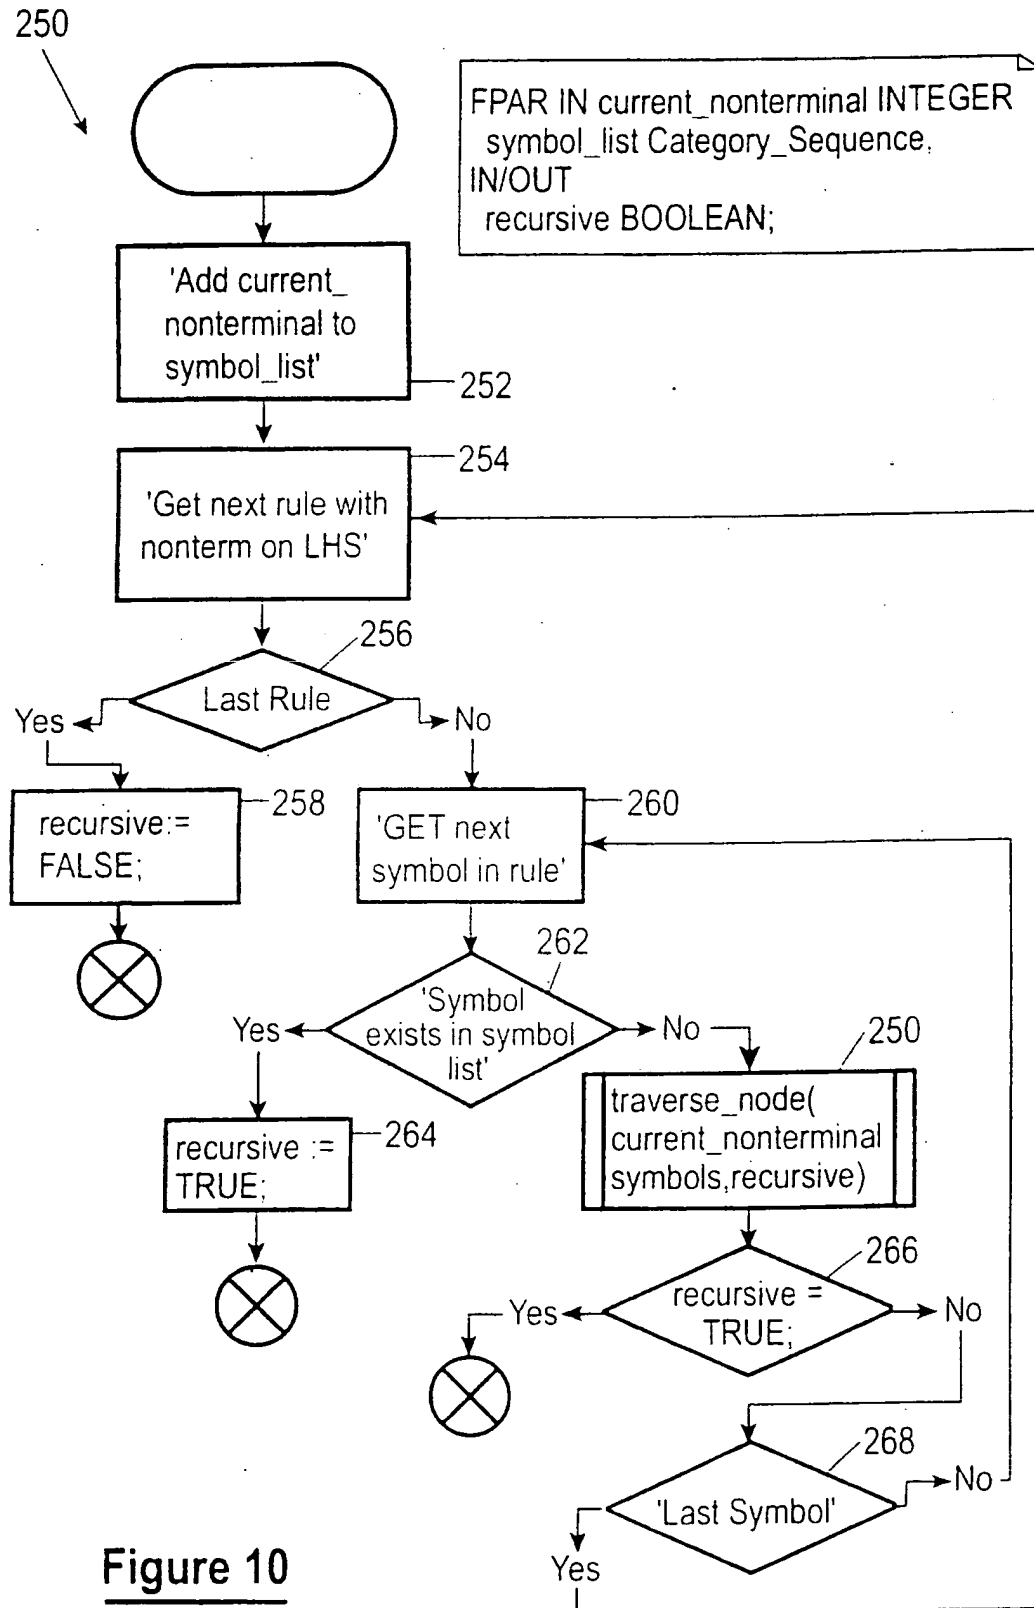 250
FPAR IN current_nonterminal INTEGER
symbol_list Category_Sequence,
IN/OUT
recursive BOOLEAN;
'Add current_
nonterminal to
symbol_list'
252
254
'Get next rule with
nonterm on LHS'
256
Last Rule
Yes
No
258
recursive:=
FALSE;
260
'GET next
symbol in rule'
262
'Symbol
exists in symbol
list'
Yes
No
250
264
recursive :=
TRUE;
traverse_node(
current_nonterminal
symbols,recursive)
266
recursive =
TRUE;
Yes
No
268
'Last Symbol'
No
Yes
Figure 10